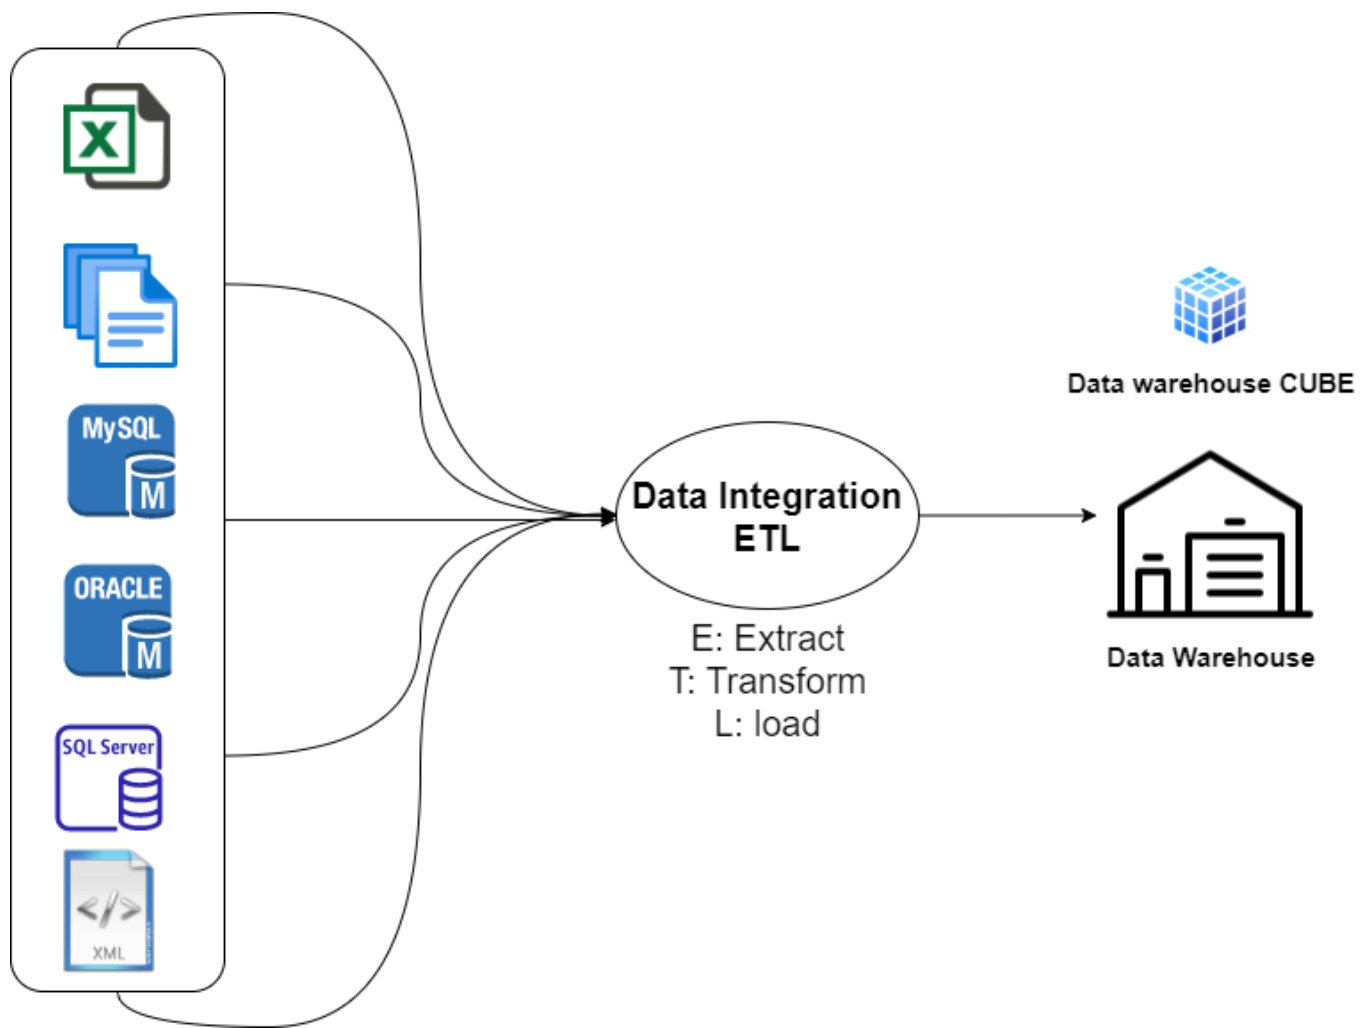 X
MySQL
M
ORACLE
M
SQL Server
</>
XML
Data Integration
ETL
E: Extract
T: Transform
L: load
Data warehouse CUBE
Data Warehouse